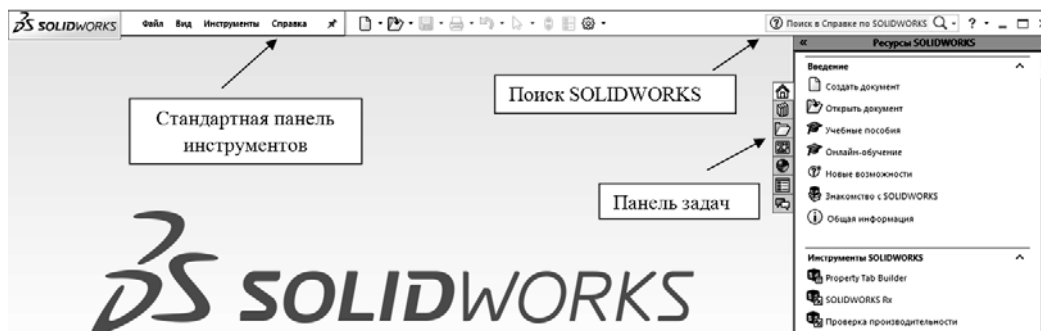 SOLIDWORKS Файл Вид Инструменты Справка Поиск в Справке по SOLIDWORKS ?
« Ресурсы SOLIDWORKS
Введение
Создать документ
Открыть документ
Учебные пособия
Онлайн-обучение
Новые возможности
Знакомство с SOLIDWORKS
Общая информация
Инструменты SOLIDWORKS
Property Tab Builder
SOLIDWORKS Rx
Проверка производительности
Стандартная панель
инструментов
Поиск SOLIDWORKS
Панель задач
SOLIDWORKS